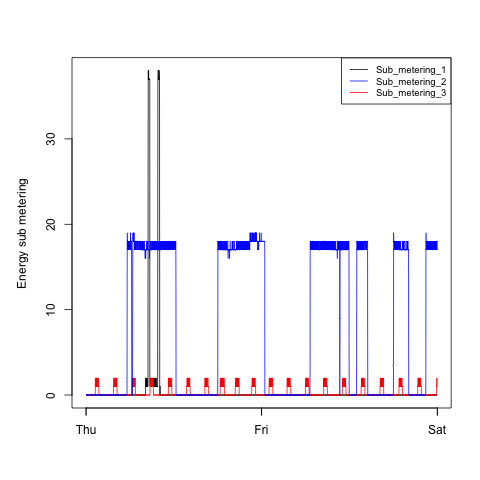 Sub_metering_1
Sub_metering_2
Sub_metering_3
Energy sub metering
30
20
10
0
Thu
Fri
Sat